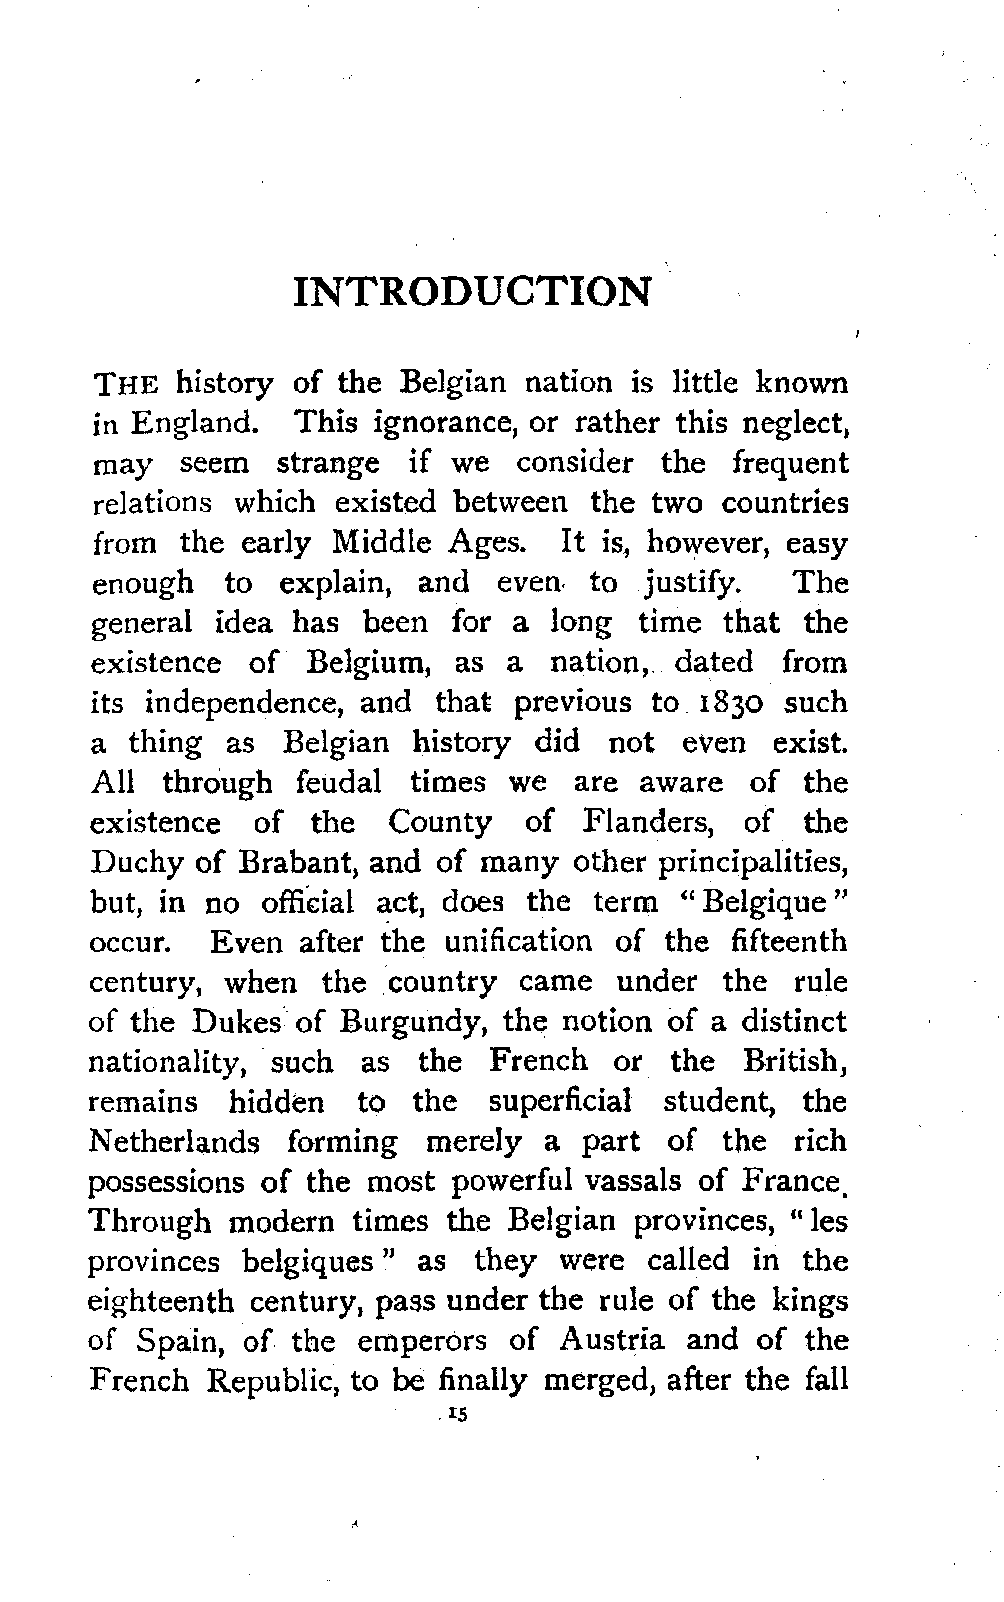 INTRODUCTION
THE history of the Belgian nation is little known
in England. This ignorance, or rather this neglect,
may seem strange if we consider the frequent
relations which existed between the two countries
from the early Middle Ages. It is, however, easy
enough to explain, and even to justify. The
general idea has been for a long time that the
existence of Belgium, as a nation, dated from
its independence, and that previous to 1830 such
a thing as Belgian history did not even exist.
All through feudal times we are aware of the
existence of the County of Flanders, of the
Duchy of Brabant, and of many other principalities,
but, in no official act, does the term “Belgique”
occur. Even after the unification of the fifteenth
century, when the country came under the rule
of the Dukes of Burgundy, the notion of a distinct
nationality, such as the French or the British,
remains hidden to the superficial student, the
Netherlands forming merely a part of the rich
possessions of the most powerful vassals of France.
Through modern times the Belgian provinces, “les
provinces belgiques” as they were called in the
eighteenth century, pass under the rule of the kings
of Spain, of the emperors of Austria and of the
French Republic, to be finally merged, after the fall
15